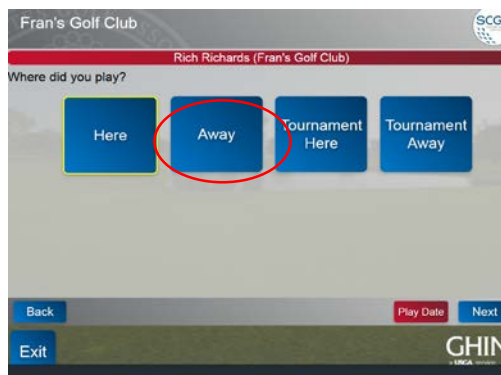 Fran's Golf Club
SCG
Rich Richards (Fran's Golf Club)
Where did you play?
Here
Away
Tournament
Here
Tournament
Away
Back
Play Date
Next
Exit
GHIN